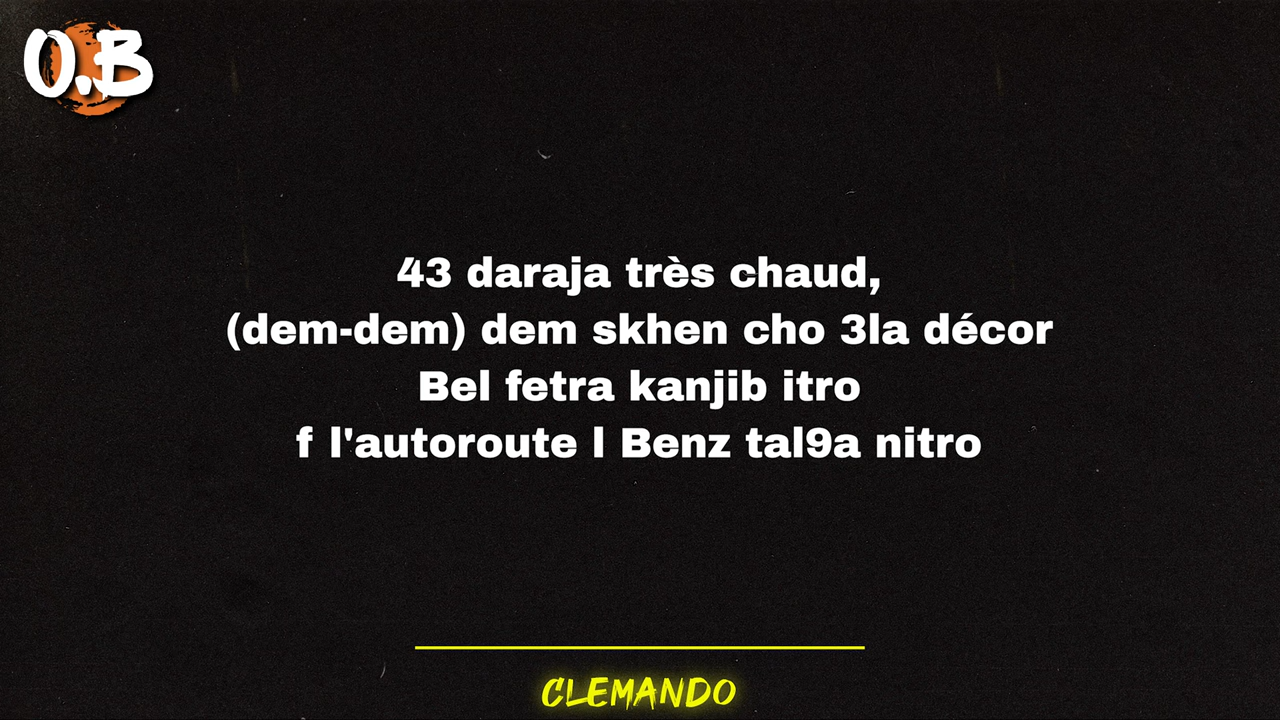 O.B
43 daraja très chaud,
(dem-dem) dem skhen cho 3la décor
Bel fetra kanjib itro
f l'autoroute l Benz tal9a nitro
CLEMANDO